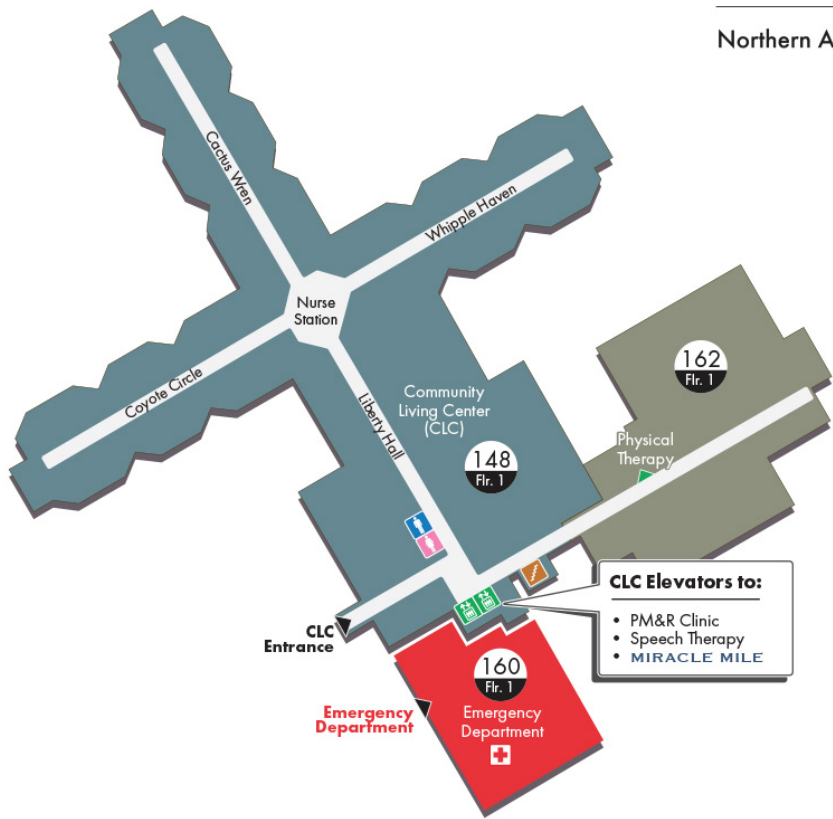 Northern A
Cactus Wren
Whipple Haven
Nurse
Station
Coyote Circle
Liberty Hall
Community
Living Center
(CLC)
148
Flr. 1
162
Flr. 1
Physical
Therapy
CLC
Entrance
CLC Elevators to:
• PM&R Clinic
• Speech Therapy
• MIRACLE MILE
160
Flr. 1
Emergency
Department
Emergency
Department